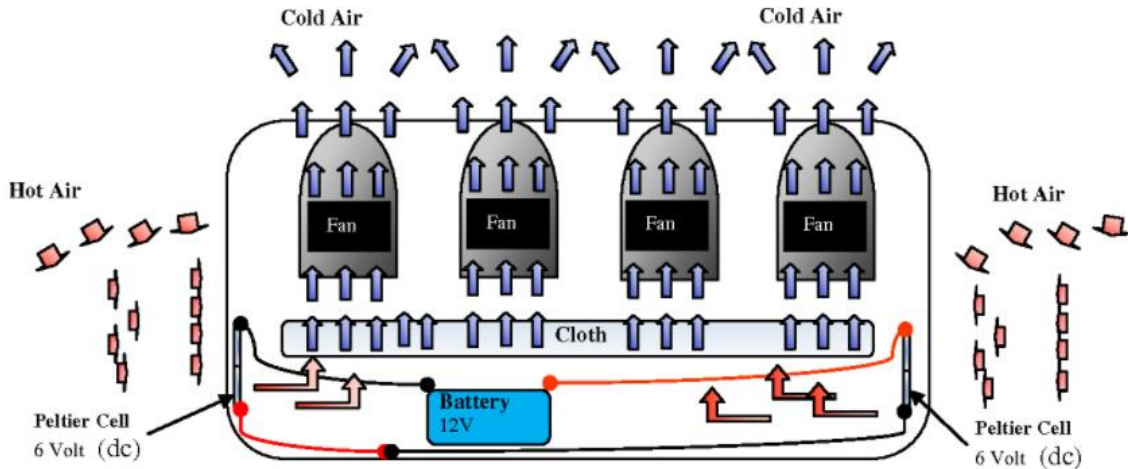 Cold Air
Cold Air
Hot Air
Hot Air
Fan
Fan
Fan
Fan
Cloth
Battery
12V
Peltier Cell
6 Volt (dc)
Peltier Cell
6 Volt (dc)